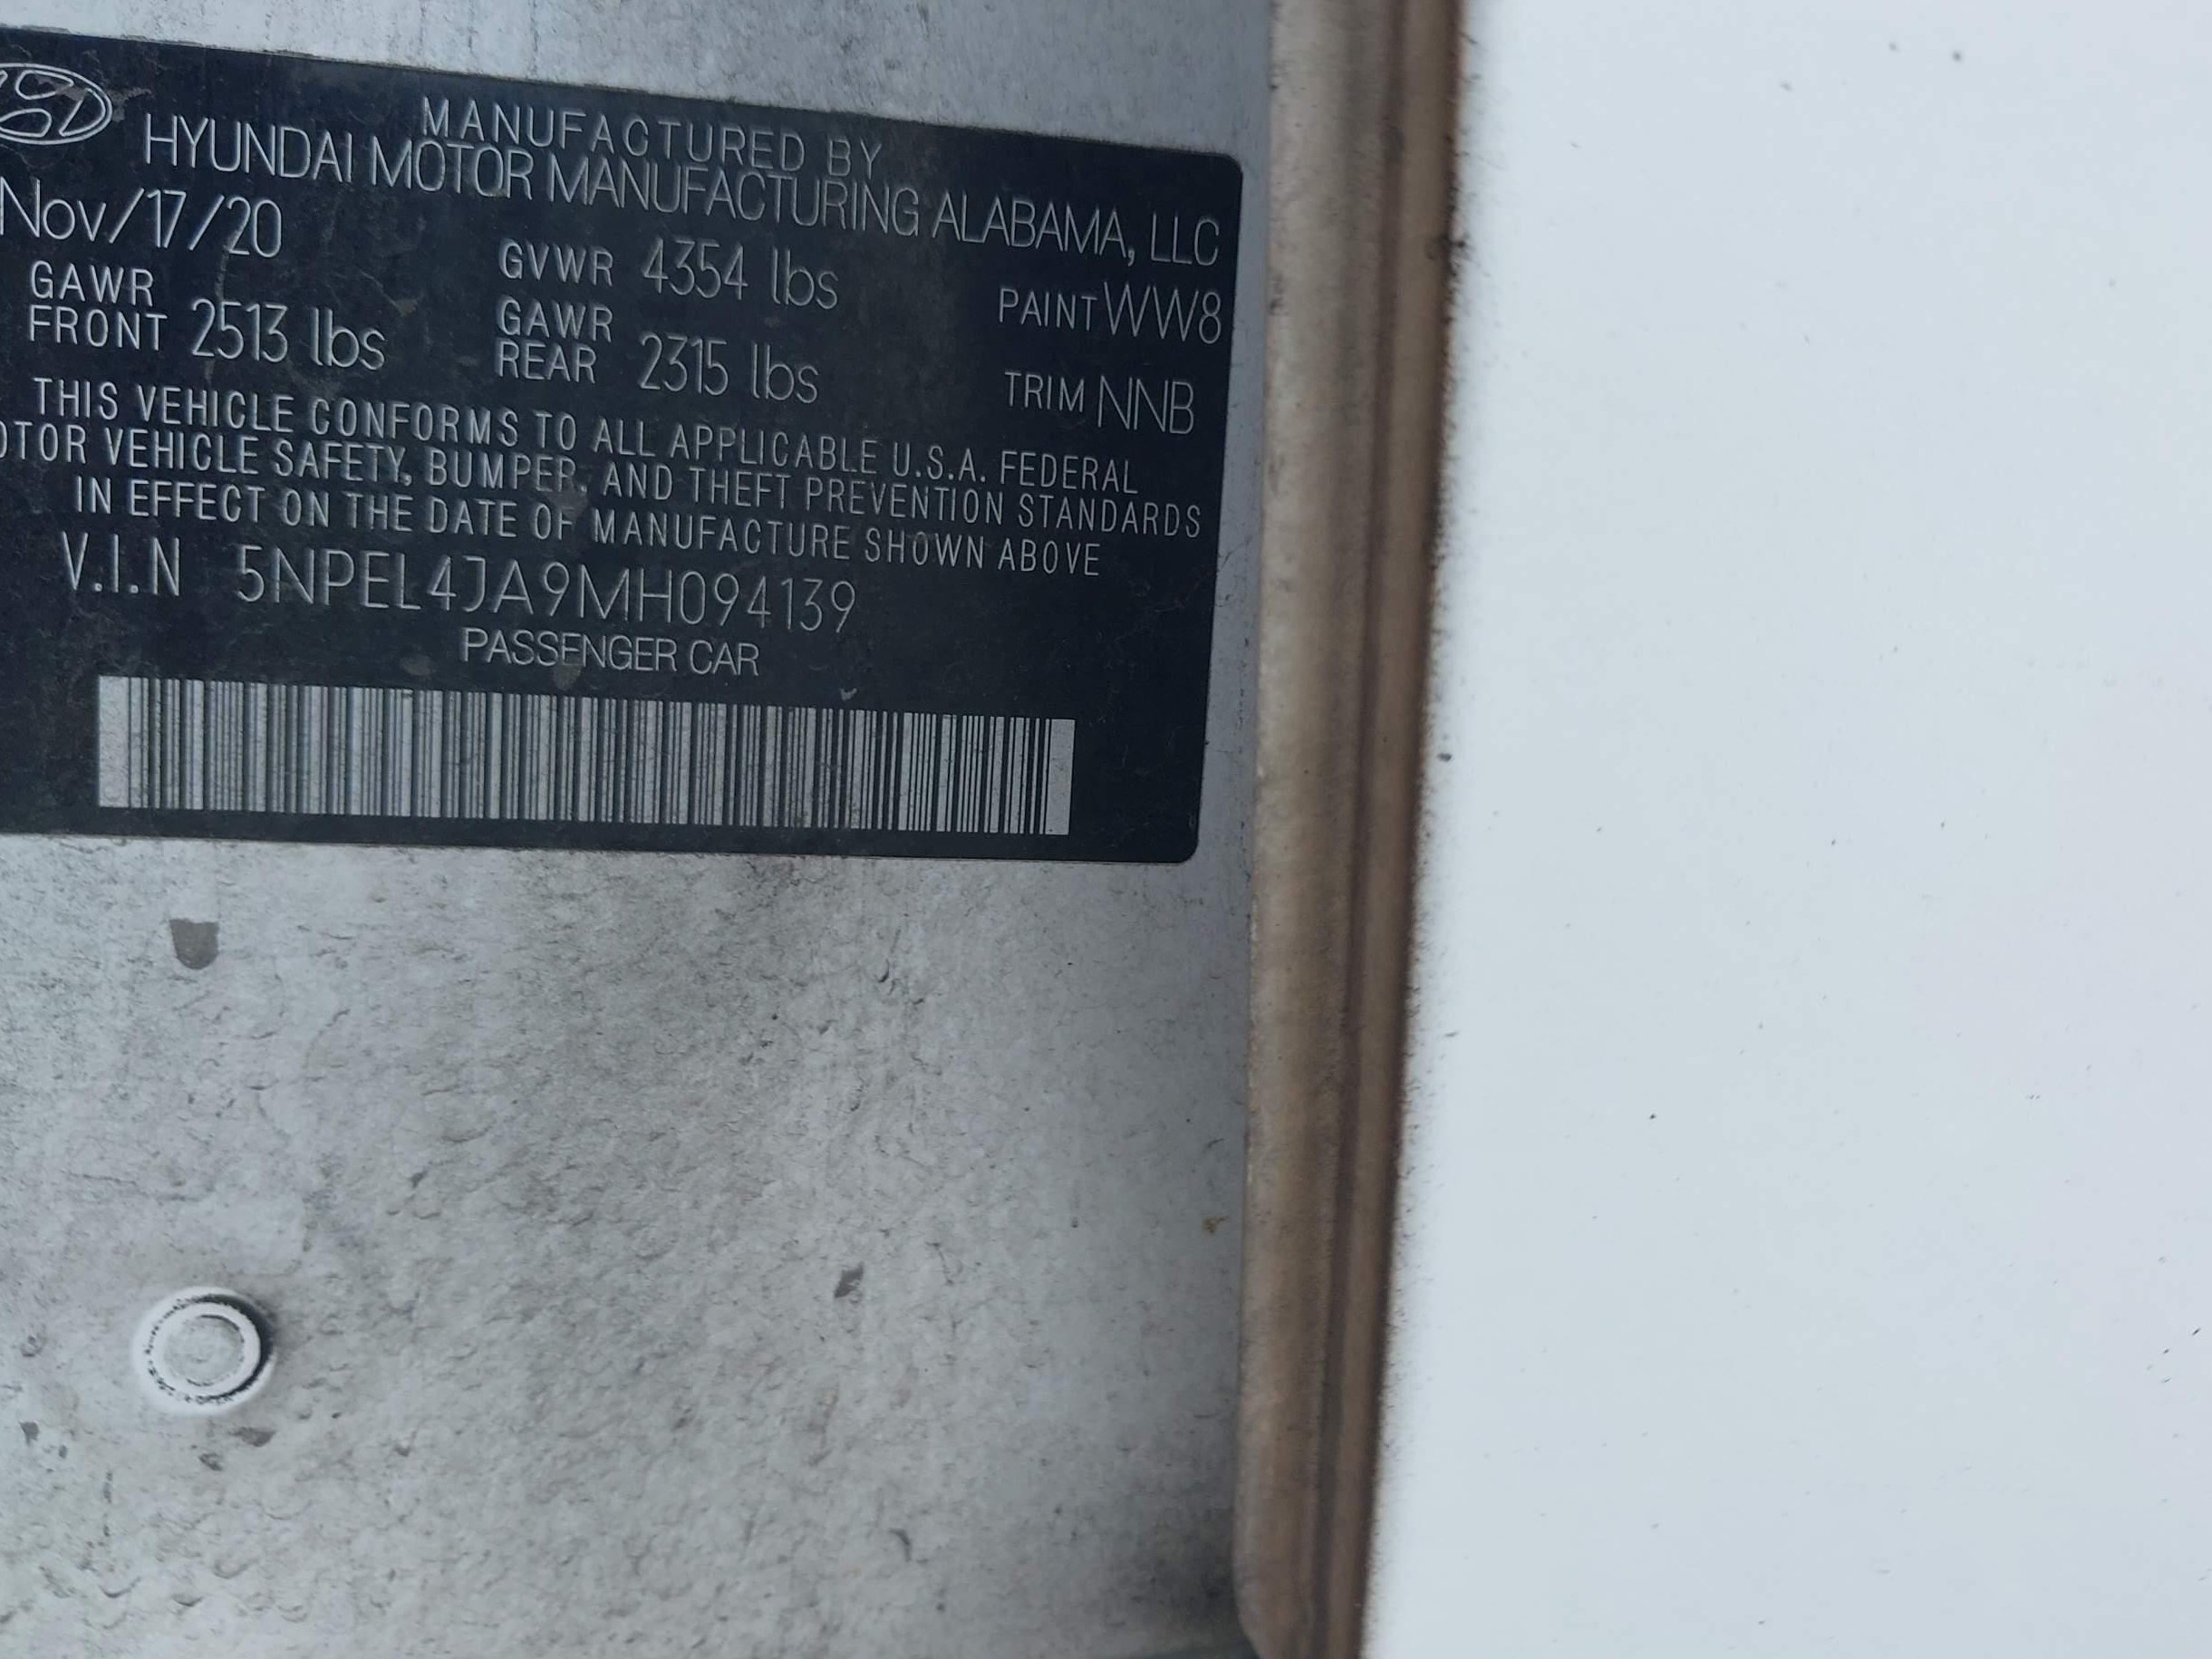 MANUFACTURED BY
HYUNDAI MOTOR MANUFACTURING ALABAMA, LLC
Nov/17/20
GVWR 4354 lbs
PAINT WW8
GAWR FRONT 2513 lbs
GAWR REAR 2315 lbs
TRIM NNB
THIS VEHICLE CONFORMS TO ALL APPLICABLE U.S.A. FEDERAL
OTOR VEHICLE SAFETY, BUMPER, AND THEFT PREVENTION STANDARDS
IN EFFECT ON THE DATE OF MANUFACTURE SHOWN ABOVE
V.I.N 5NPEL4JA9MH094139
PASSENGER CAR